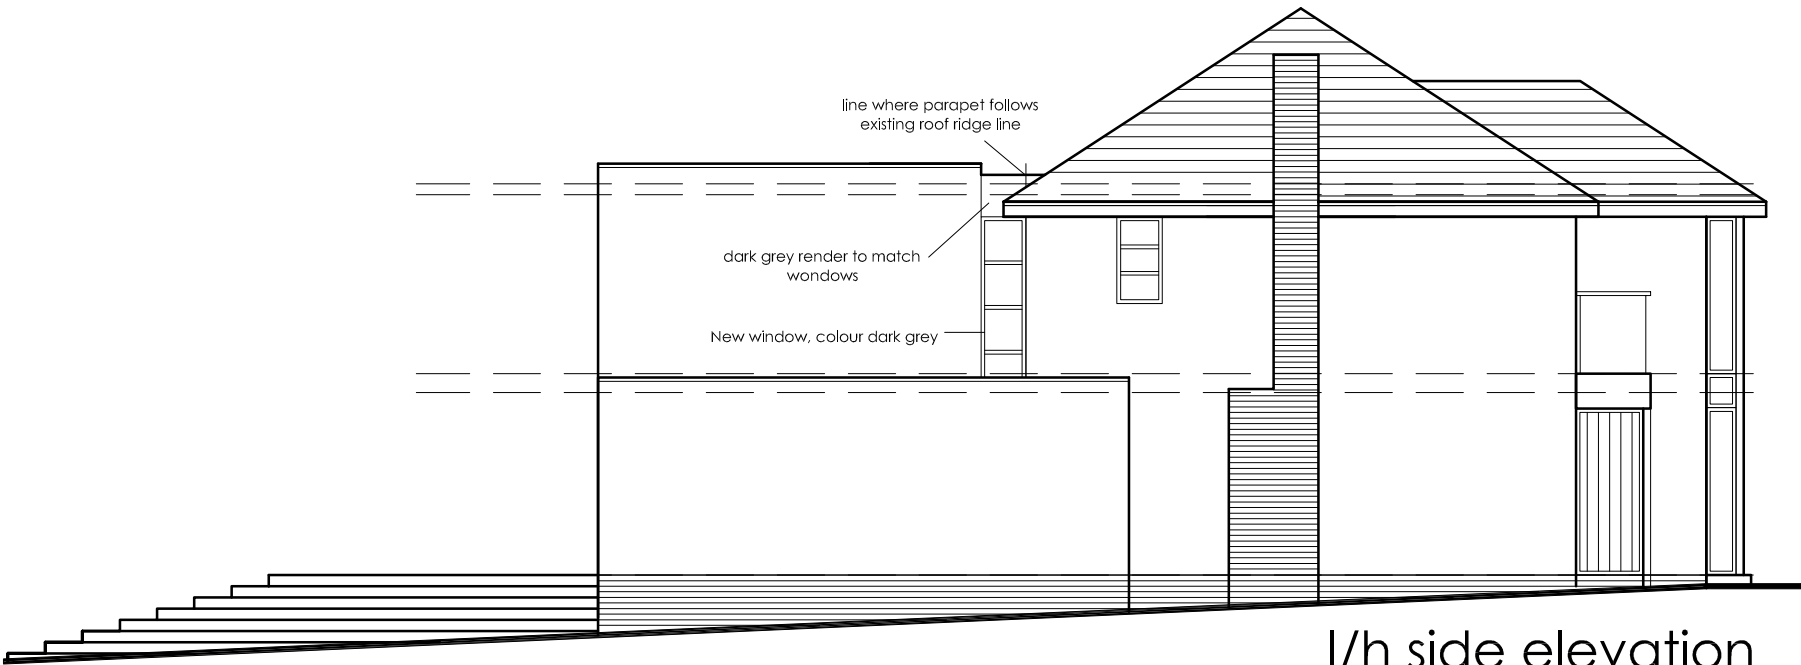 line where parapet follows
existing roof ridge line
dark grey render to match
wondows
New window, colour dark grey
l/h side elevation